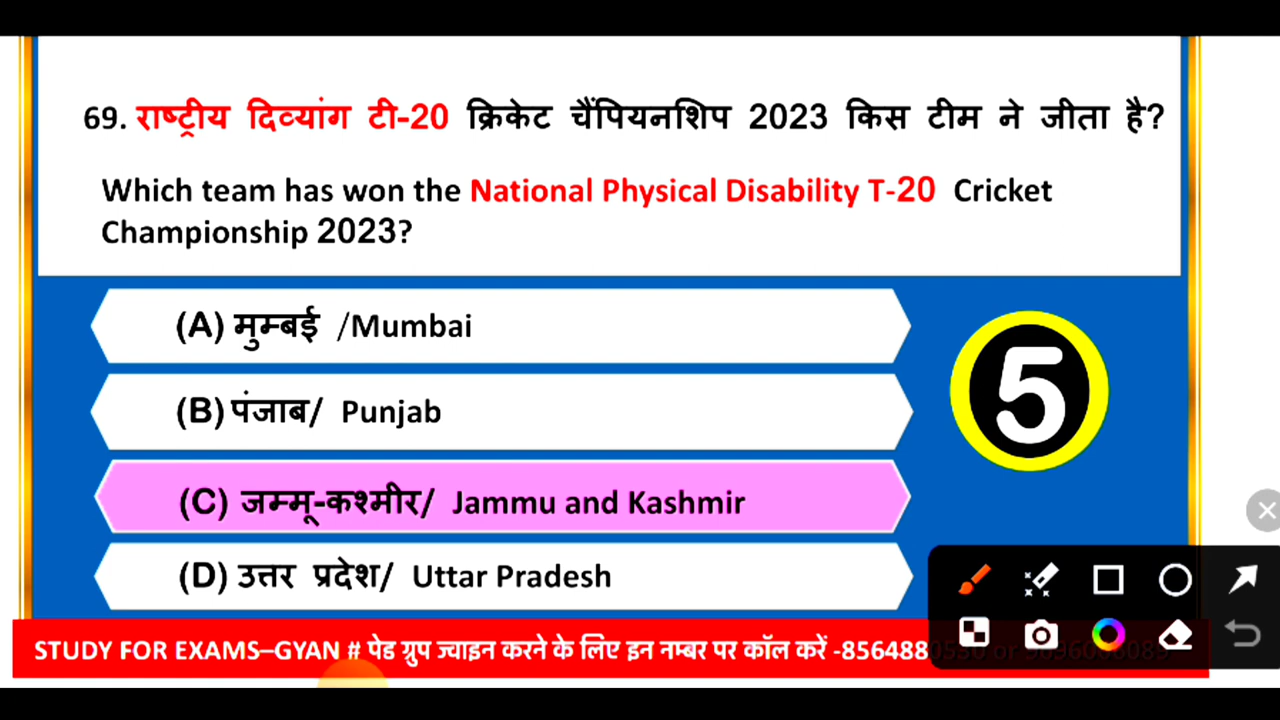 69. राष्ट्रीय दिव्यांग टी-20 क्रिकेट चैंपियनशिप 2023 किस टीम ने जीता है?
Which team has won the National Physical Disability T-20 Cricket
Championship 2023?
(A) मुम्बई /Mumbai
(B) पंजाब/ Punjab
5
(C) जम्मू-कश्मीर/ Jammu and Kashmir
(D) उत्तर प्रदेश/ Uttar Pradesh
STUDY FOR EXAMS–GYAN # पेड ग्रुप ज्वाइन करने के लिए इन नम्बर पर कॉल करें